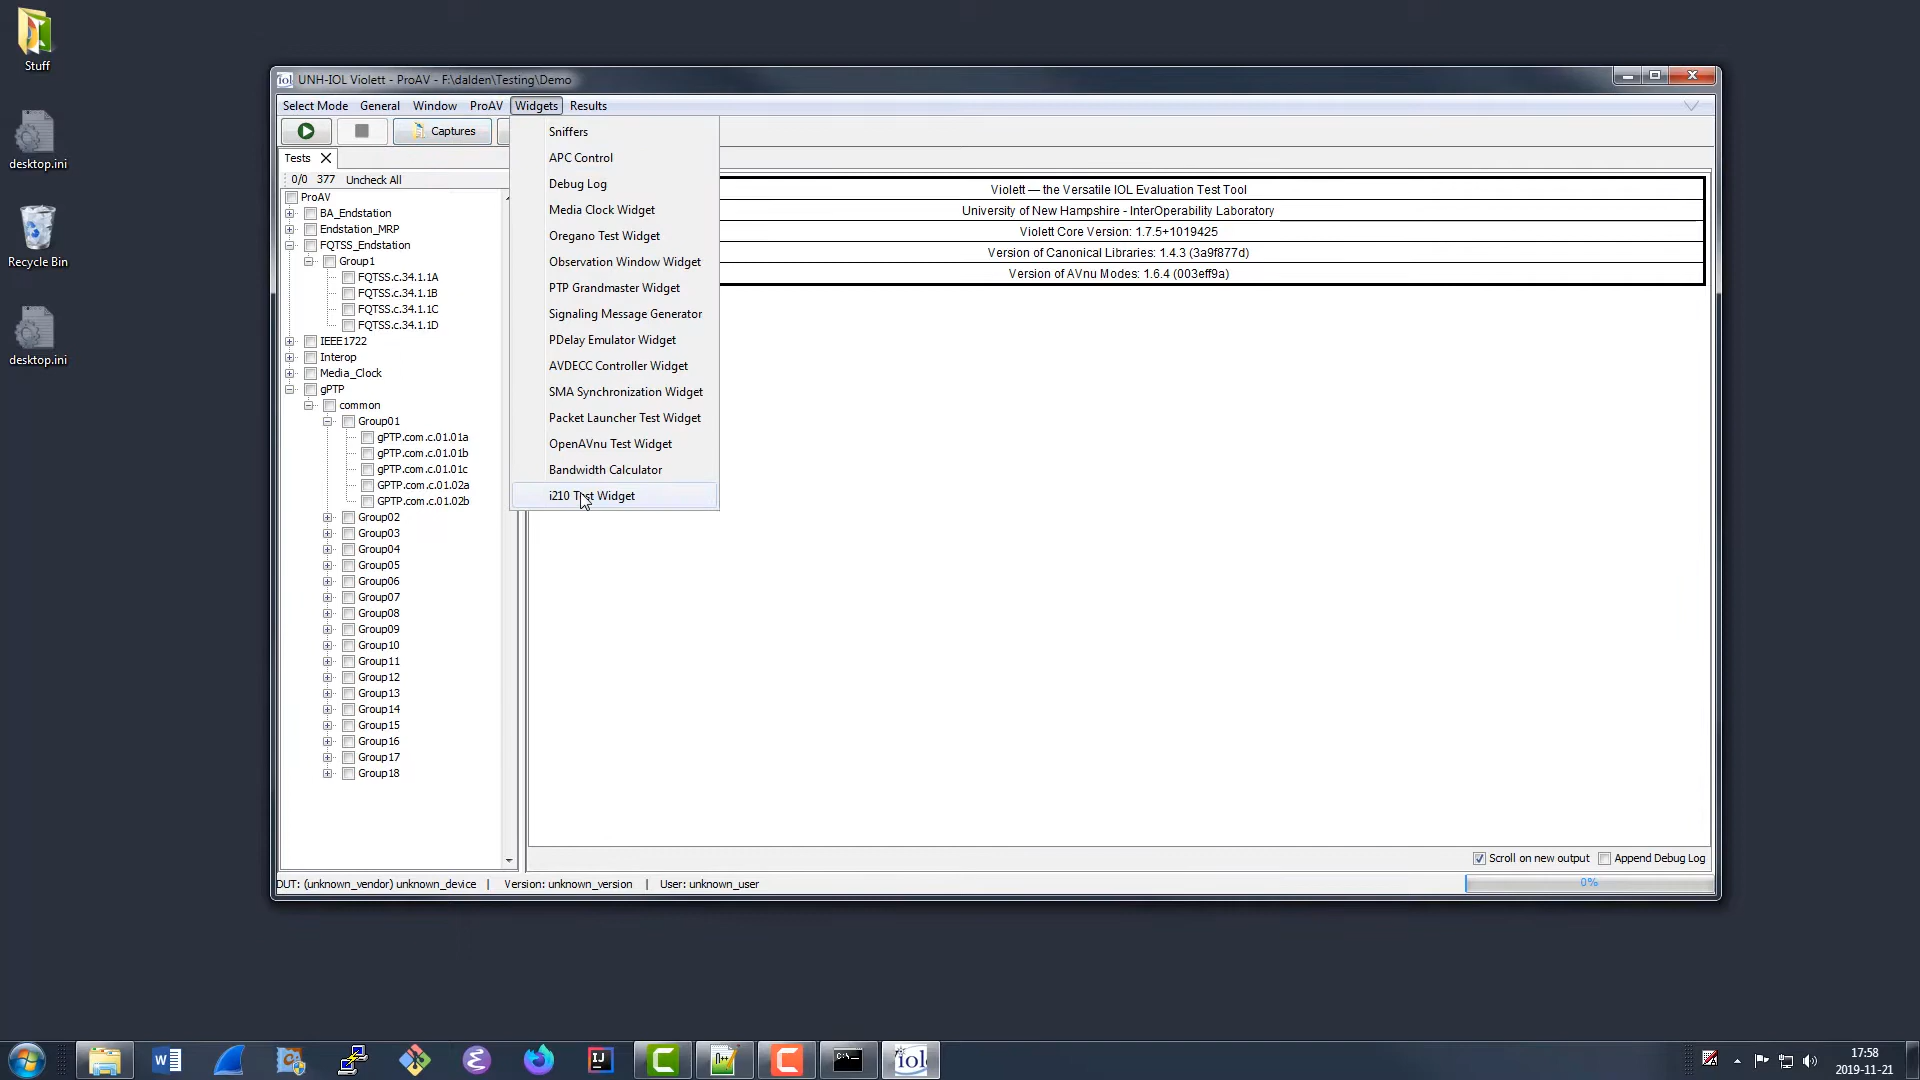 Stuff
desktop.ini
Recycle Bin
desktop.ini
iol UNH-IOL Violett - ProAV - F:\dalden\Testing\Demo
Select Mode General Window ProAV Widgets Results
Captures
Tests
0/0 377 Uncheck All
ProAV
BA_Endstation
Endstation_MRP
FQTSS_Endstation
Group1
FQTSS.c.34.1.1A
FQTSS.c.34.1.1B
FQTSS.c.34.1.1C
FQTSS.c.34.1.1D
IEEE1722
Interop
Media_Clock
gPTP
common
Group01
gPTP.com.c.01.01a
gPTP.com.c.01.01b
gPTP.com.c.01.01c
GPTP.com.c.01.02a
GPTP.com.c.01.02b
Group02
Group03
Group04
Group05
Group06
Group07
Group08
Group09
Group10
Group11
Group12
Group13
Group14
Group15
Group16
Group17
Group18
Sniffers
APC Control
Debug Log
Media Clock Widget
Oregano Test Widget
Observation Window Widget
PTP Grandmaster Widget
Signaling Message Generator
PDelay Emulator Widget
AVDECC Controller Widget
SMA Synchronization Widget
Packet Launcher Test Widget
OpenAVnu Test Widget
Bandwidth Calculator
i210 Test Widget
Violett — the Versatile IOL Evaluation Test Tool
University of New Hampshire - InterOperability Laboratory
Violett Core Version: 1.7.5+1019425
Version of Canonical Libraries: 1.4.3 (3a9f877d)
Version of AVnu Modes: 1.6.4 (003eff9a)
Scroll on new output Append Debug Log
DUT: (unknown_vendor) unknown_device | Version: unknown_version | User: unknown_user
0%
W
IJ
C
C
C:\.
iol
17:58
2019-11-21